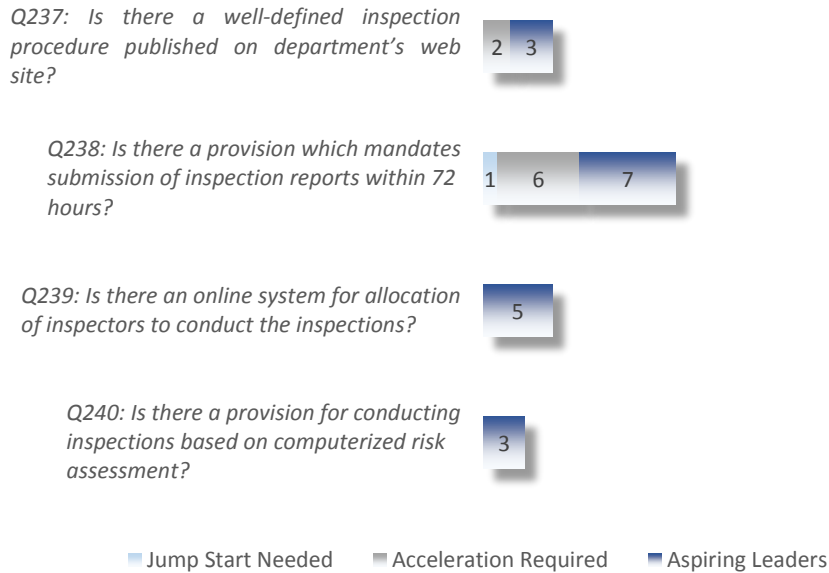 Q237: Is there a well-defined inspection
procedure published on department's web
site?
2 3
Q238: Is there a provision which mandates
submission of inspection reports within 72
hours?
1 6 7
Q239: Is there an online system for allocation
of inspectors to conduct the inspections?
5
Q240: Is there a provision for conducting
inspections based on computerized risk
assessment?
3
Jump Start Needed Acceleration Required Aspiring Leaders